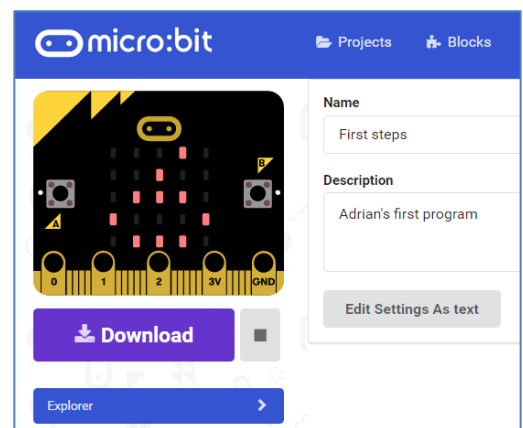 micro:bit
Projects Blocks
A
B
0 1 2 3V GND
Download
Explorer
Name
First steps
Description
Adrian's first program
Edit Settings As text